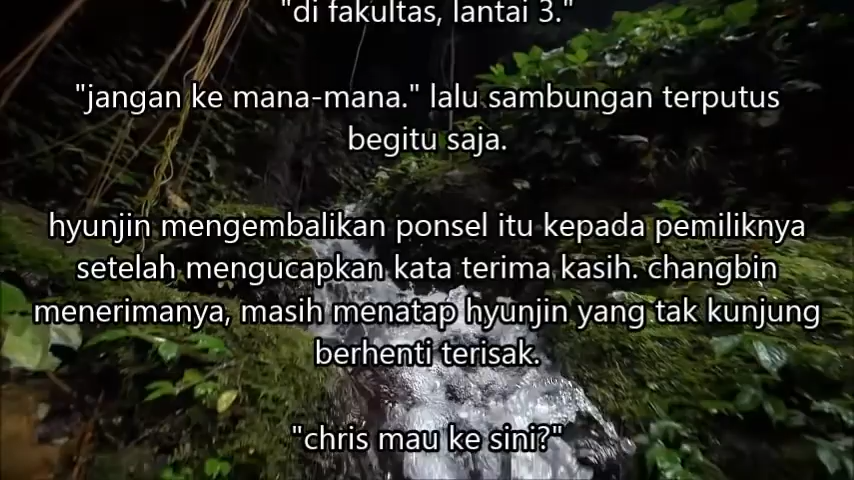 "di fakultas, lantai 3."
"jangan ke mana-mana." lalu sambungan terputus
begitu saja.
hyunjin mengembalikan ponsel itu kepada pemiliknya
setelah mengucapkan kata terima kasih. changbin
menerimanya, masih menatap hyunjin yang tak kunjung
berhenti terisak.
"chris mau ke sini?"